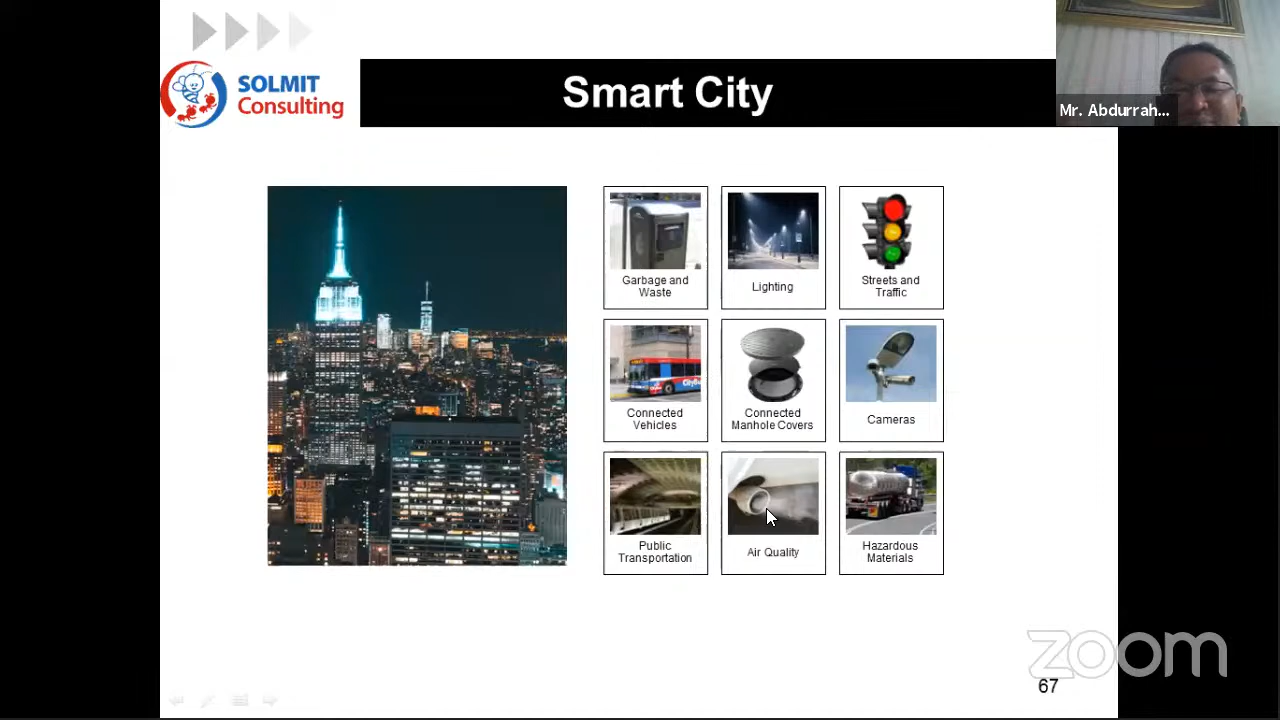 SOLMIT
Consulting
Smart City
Mr. Abdurrah...
Garbage and
Waste
Lighting
Streets and
Traffic
Connected
Vehicles
Connected
Manhole Covers
Cameras
Public
Transportation
Air Quality
Hazardous
Materials
zoom
67